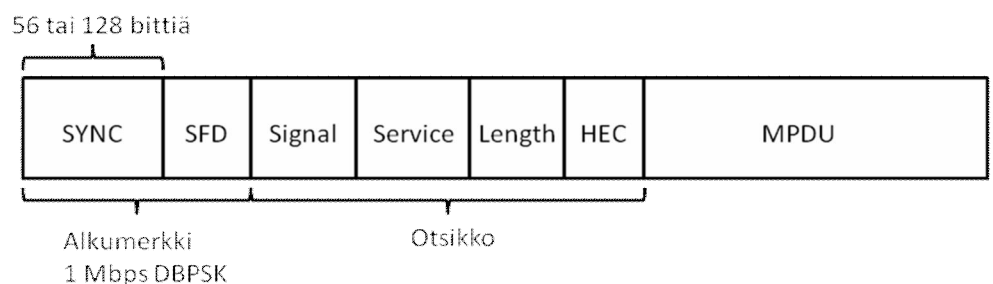 56 tai 128 bittiä
SYNC SFD Signal Service Length HEC MPDU
Alkumerkki
1 Mbps DBPSK
Otsikko